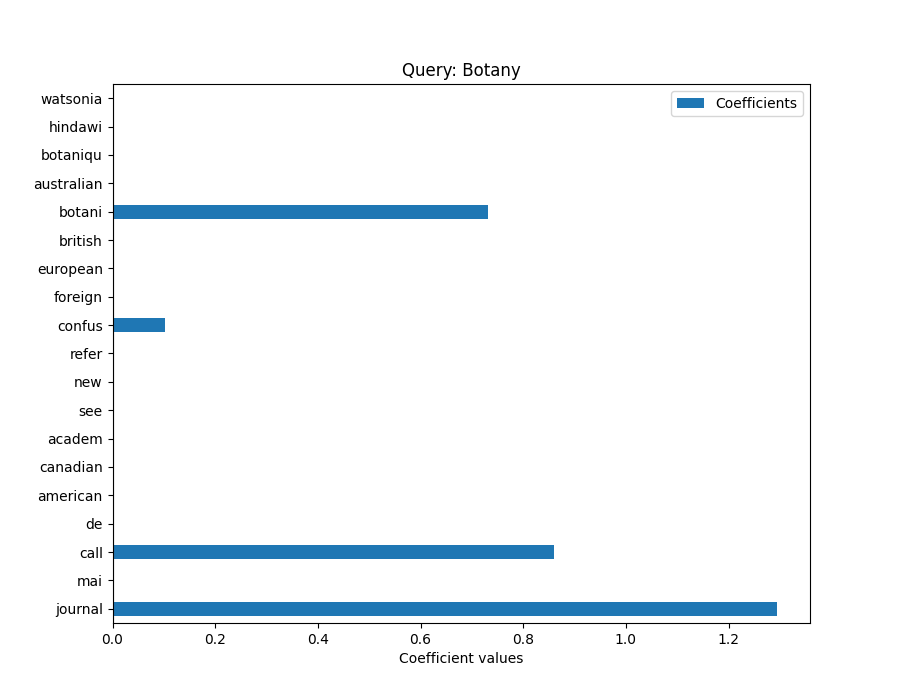 Query: Botany
Coefficients
watsonia
hindawi
botaniqu
australian
botani
british
european
foreign
confus
refer
new
see
academ
canadian
american
de
call
mai
journal
0.0 0.2 0.4 0.6 0.8 1.0 1.2
Coefficient values